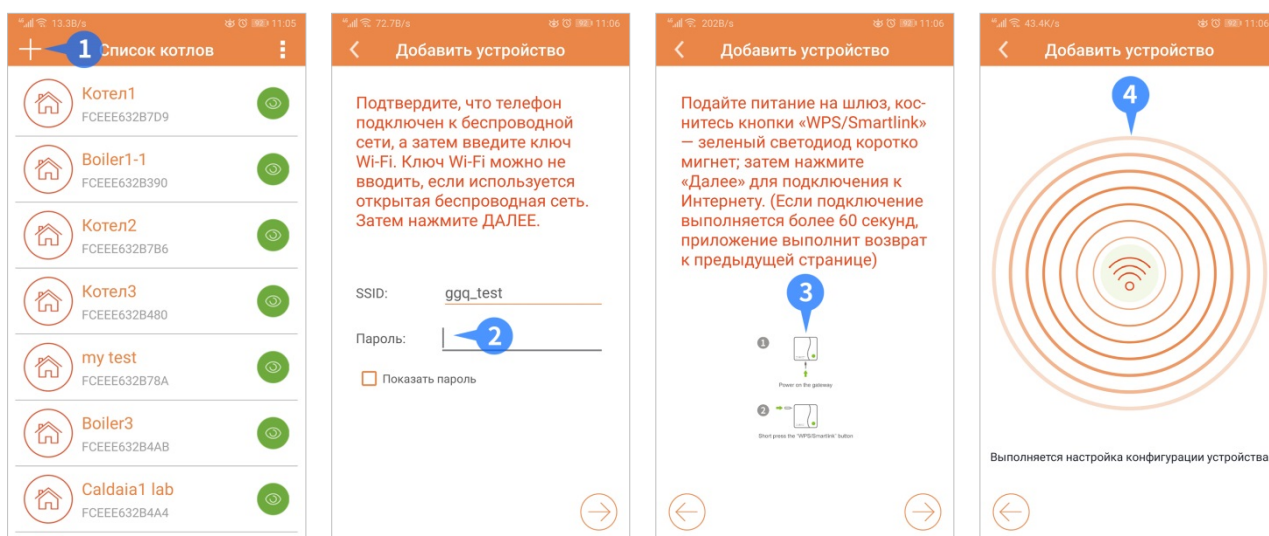 13,3B/s
92 11:05
1
Список котлов
Котел1
FCEEE632B7D9
Boiler1-1
FCEEE632B390
Котел2
FCEEE632B7B6
Котел3
FCEEE632B480
my test
FCEEE632B78A
Boiler3
FCEEE632B4AB
Caldaia1 lab
FCEEE632B4A4
72.7B/s
11:06
Добавить устройство
Подтвердите, что телефон
подключен к беспроводной
сети, а затем введите ключ
Wi-Fi. Ключ Wi-Fi можно не
вводить, если используется
открытая беспроводная сеть.
Затем нажмите ДАЛЕЕ.
SSID: ggq_test
Пароль:
2
Показать пароль
202B/s
11:06
Добавить устройство
Подайте питание на шлюз, кос-
нитесь кнопки «WPS/Smartlink»
— зеленый светодиод коротко
мигнет; затем нажмите
«Далее» для подключения к
Интернету. (Если подключение
выполняется более 60 секунд,
приложение выполнит возврат
к предыдущей странице)
3
1
Power on the gateway
2
Short press the "WPS/Smartlink" button
43.4K/s
11:06
Добавить устройство
4
Выполняется настройка конфигурации устройства